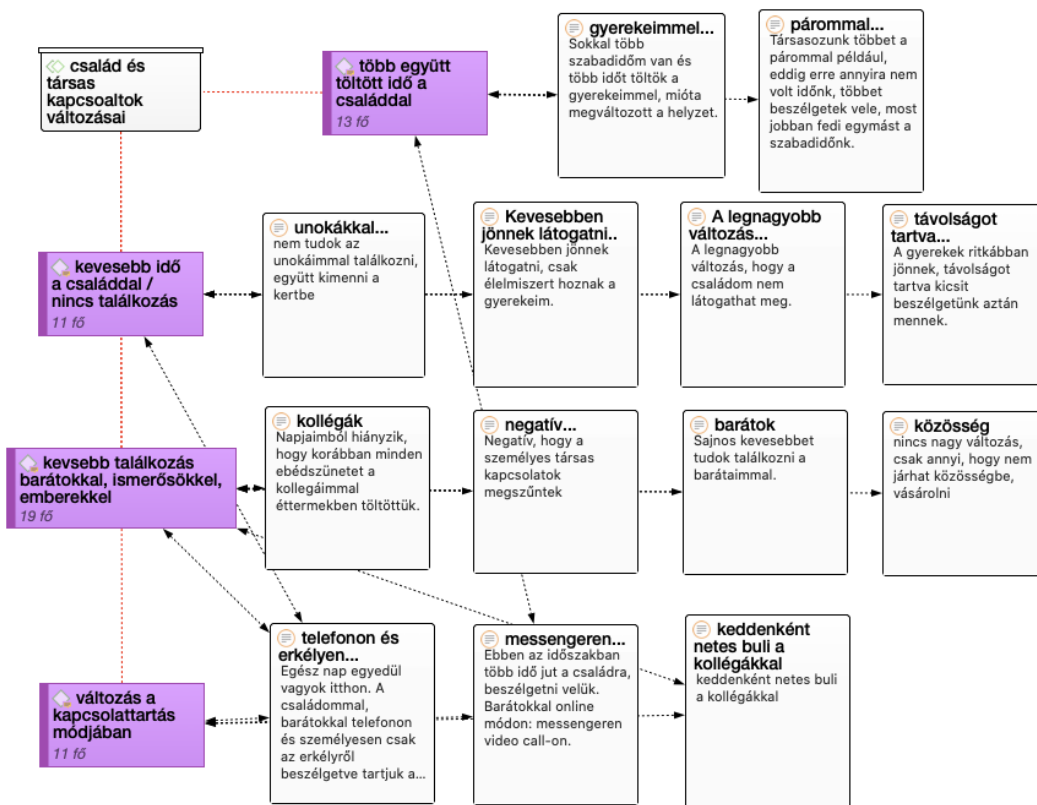 család és
társas
kapcsoaltok
változásai
több együtt
töltött idő a
családdal
13 fő
gyerekeimmel...
Sokkal több
szabadidőm van és
több időt töltök a
gyerekeimmel, mióta
megváltozott a helyzet.
párommal...
Társasozunk többet a
párommal például,
eddig erre annyira nem
volt időnk, többet
beszélgetek vele, most
jobban fedi egymást a
szabadidőnk.
kevesebb idő
a családdal /
nincs találkozás
11 fő
unokákkal...
nem tudok az
unokáimmal találkozni,
együtt kimenni a
kertbe
Kevesebben
jönnek látogatni..
Kevesebben jönnek
látogatni, csak
élelmiszert hoznak a
gyerekeim.
A legnagyobb
változás...
A legnagyobb
változás, hogy a
családom nem
látogathat meg.
távolságot
tartva...
A gyerekek ritkábban
jönnek, távolságot
tartva kicsit
beszélgetünk aztán
mennek.
kevsebb találkozás
barátokkal, ismerősökkel,
emberekkel
19 fő
kollégák
Napjaimból hiányzik,
hogy korábban minden
ebédszünetet a
kollegáimmal
éttermekben töltöttük.
negatív...
Negatív, hogy a
személyes társas
kapcsolatok
megszűntek
barátok
Sajnos kevesebbet
tudok találkozni a
barátaimmal.
közösség
nincs nagy változás,
csak annyi, hogy nem
járhat közösségbe,
vásárolni
változás a
kapcsolattartás
módjában
11 fő
telefonon és
erkélyen...
Egész nap egyedül
vagyok itthon. A
családommal,
barátokkal telefonon
és személyesen csak
az erkélyről
beszélgetve tartjuk a...
messengeren...
Ebben az időszakban
több idő jut a családra,
beszélgetni velük.
Barátokkal online
módon: messengeren
video call-on.
keddenként
netes buli a
kollégákkal
keddenként netes buli
a kollégákkal